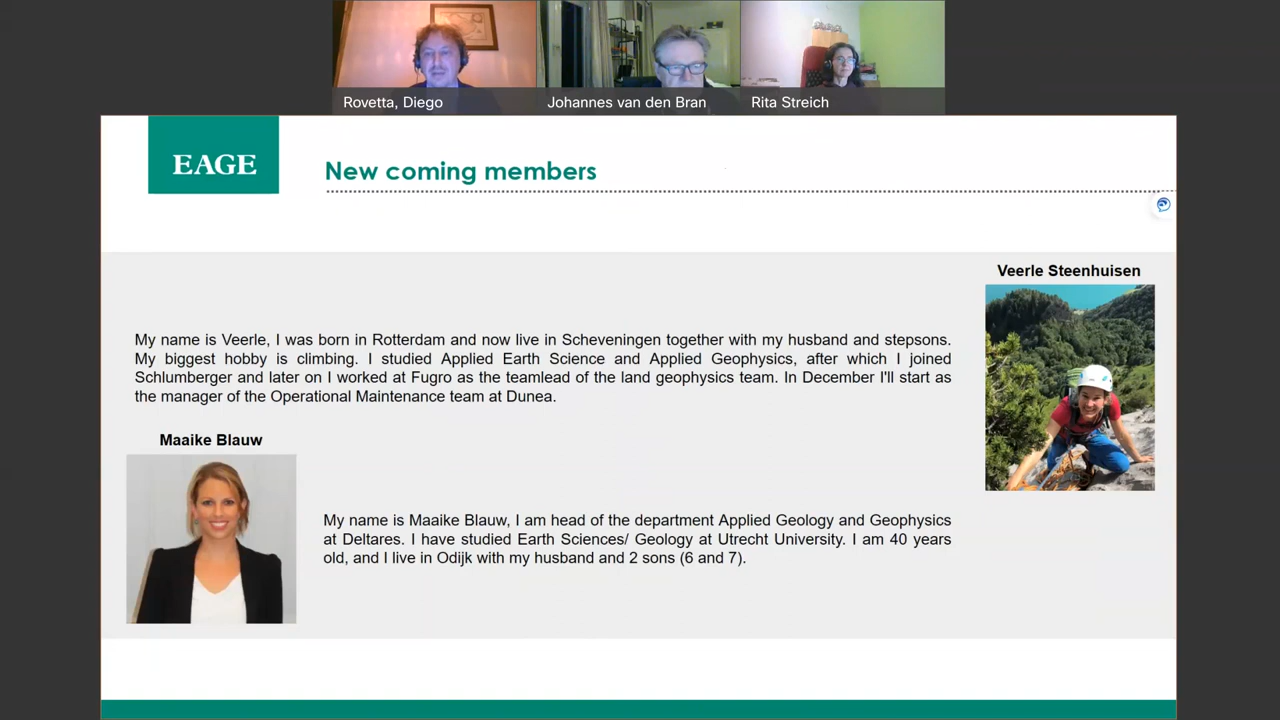 Rovetta, Diego
Johannes van den Bran
Rita Streich
EAGE
New coming members
Veerle Steenhuisen
My name is Veerle, I was born in Rotterdam and now live in Scheveningen together with my husband and stepsons.
My biggest hobby is climbing. I studied Applied Earth Science and Applied Geophysics, after which I joined
Schlumberger and later on I worked at Fugro as the teamlead of the land geophysics team. In December I'll start as
the manager of the Operational Maintenance team at Dunea.
Maaike Blauw
My name is Maaike Blauw, I am head of the department Applied Geology and Geophysics
at Deltares. I have studied Earth Sciences/ Geology at Utrecht University. I am 40 years
old, and I live in Odijk with my husband and 2 sons (6 and 7).